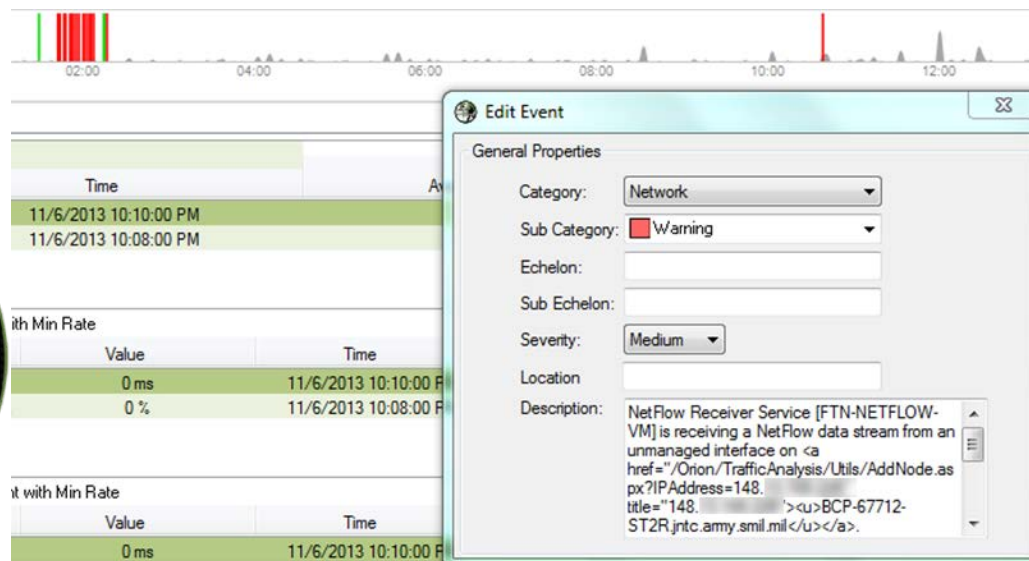 02:00 04:00 06:00 08:00 10:00 12:00
Edit Event
General Properties
Category: Network
Sub Category: Warning
Echelon:
Sub Echelon:
Severity: Medium
Location
Description: NetFlow Receiver Service [FTN-NETFLOW-
VM] is receiving a NetFlow data stream from an
unmanaged interface on <a
href="/Orion/TrafficAnalysis/Utils/AddNode.as
px?IPAddress=148.
title="148. '><u>BCP-67712-
ST2R.jntc.army.smil.mil</u></a>.
Time
11/6/2013 10:10:00 PM
11/6/2013 10:08:00 PM
ith Min Rate
Value Time
0 ms 11/6/2013 10:10:00 P
0 % 11/6/2013 10:08:00 P
nt with Min Rate
Value Time
0 ms 11/6/2013 10:10:00 P